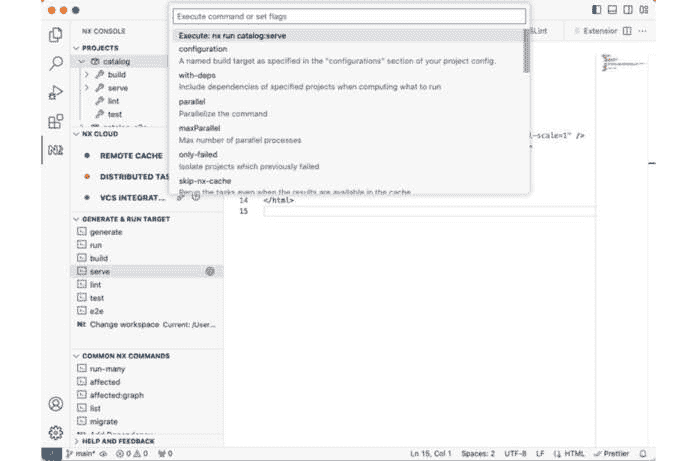 Execute command or set flags
Execute: nx run catalog:serve
configuration
A named build target as specified in the "configurations" section of your project config.
with-deps
Include dependencies of specified projects when computing what to run
parallel
Parallelize the command
maxParallel
Max number of parallel processes
only-failed
Isolate projects which previously failed
skip-nx-cache
Rerun the tasks even when the results are available in the cache
NX CONSOLE
PROJECTS
catalog
build
serve
lint
test
catalog-e2e
NX CLOUD
REMOTE CACHE
DISTRIBUTED TAS
VCS INTEGRAT...
GENERATE & RUN TARGET
generate
run
build
serve
lint
test
e2e
Change workspace Current: /User...
COMMON NX COMMANDS
run-many
affected
affected:graph
list
migrate
Add Dependency
HELP AND FEEDBACK
Lint
Extension
l-scale=1" />
14 </html>
15
main* 0 0 0
Ln 15, Col 1 Spaces: 2 UTF-8 LF HTML Prettier